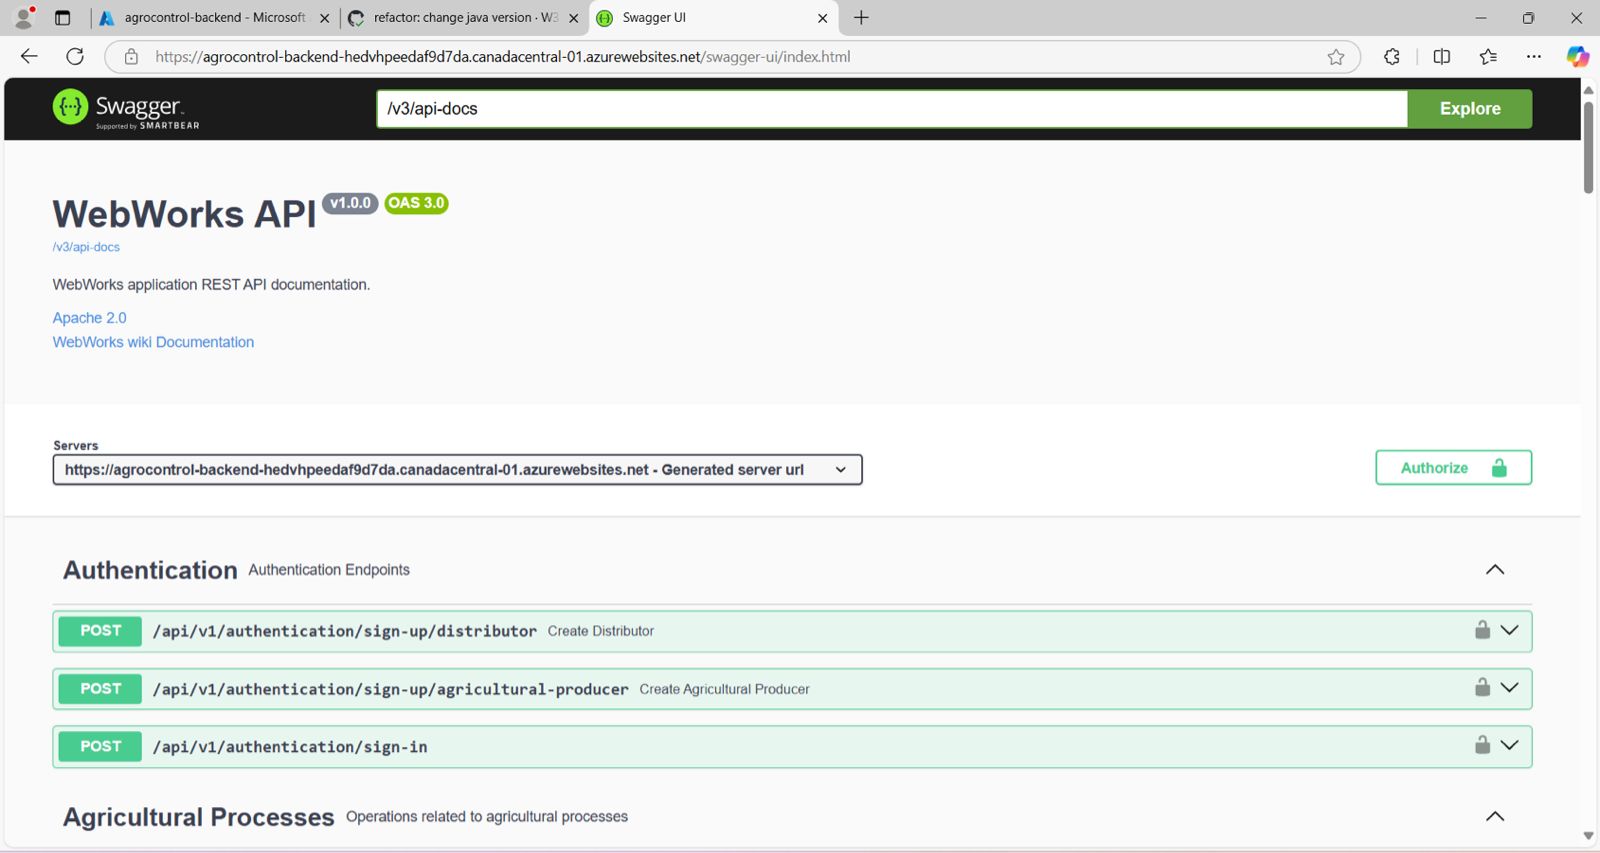 agrocontrol-backend - Microsoft
refactor: change java version · W3
Swagger UI
https://agrocontrol-backend-hedvhpeedaf9d7da.canadacentral-01.azurewebsites.net/swagger-ui/index.html
Swagger
Supported by SMARTBEAR
/v3/api-docs
Explore
WebWorks API v1.0.0 OAS 3.0
/v3/api-docs
WebWorks application REST API documentation.
Apache 2.0
WebWorks wiki Documentation
Servers
https://agrocontrol-backend-hedvhpeedaf9d7da.canadacentral-01.azurewebsites.net - Generated server url
Authorize
Authentication Authentication Endpoints
POST /api/v1/authentication/sign-up/distributor Create Distributor
POST /api/v1/authentication/sign-up/agricultural-producer Create Agricultural Producer
POST /api/v1/authentication/sign-in
Agricultural Processes Operations related to agricultural processes